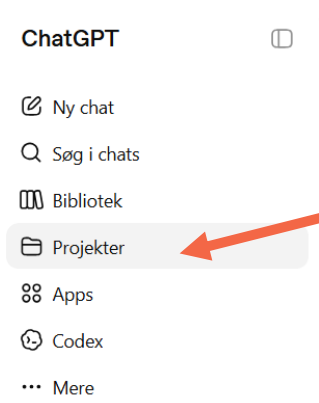 ChatGPT
Ny chat
Søg i chats
Bibliotek
Projekter
Apps
Codex
Mere